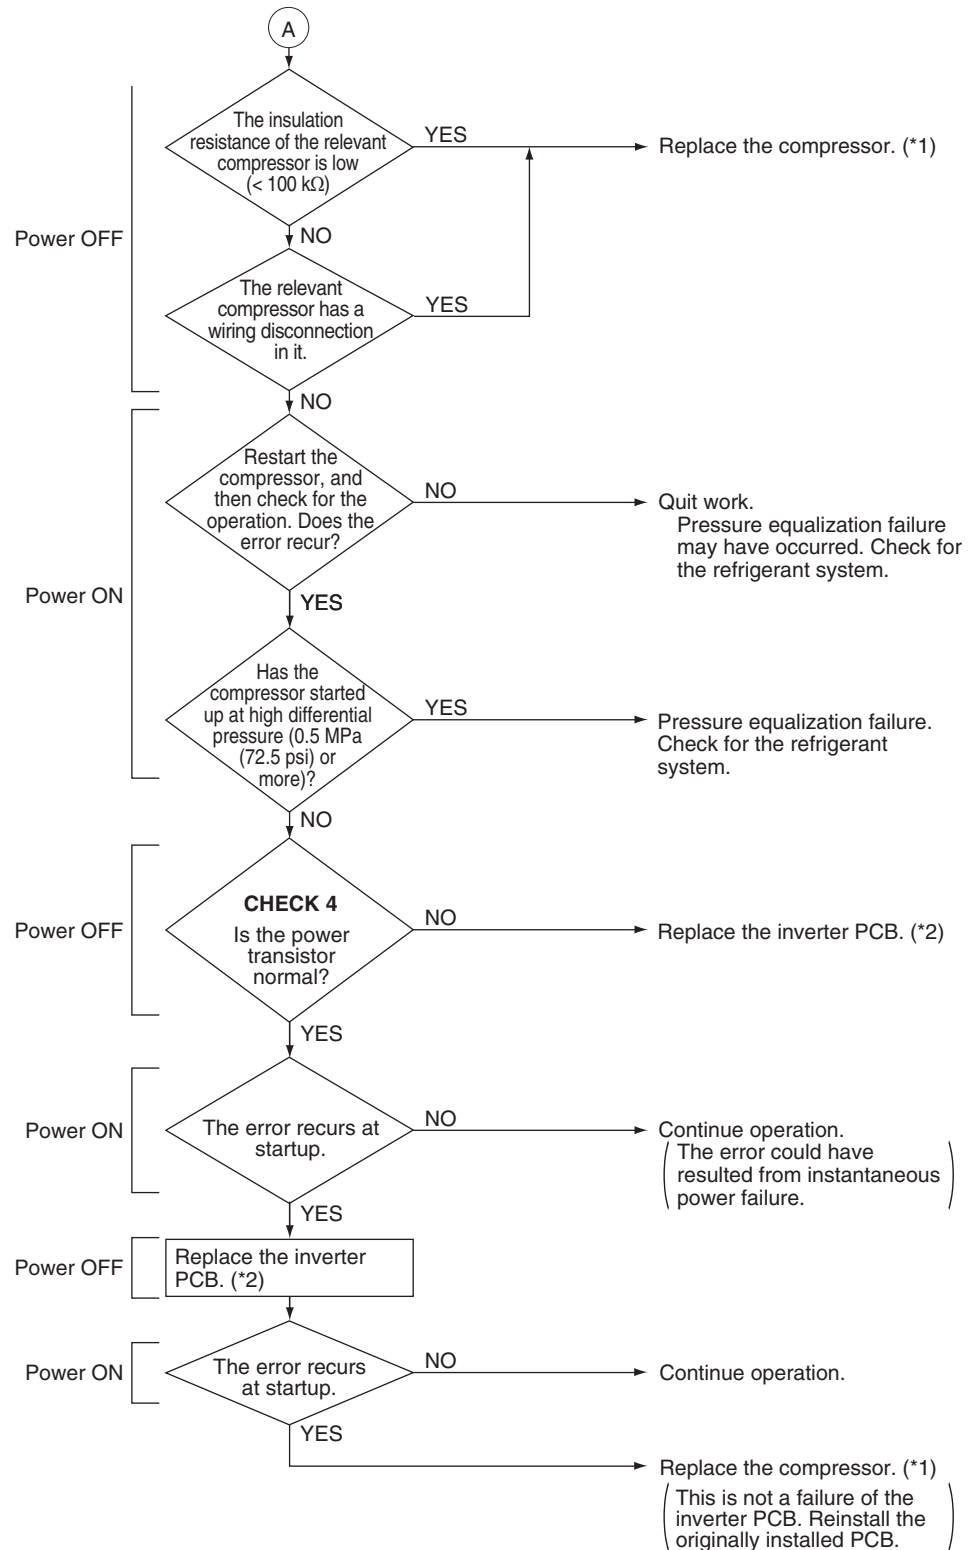 A
The insulation
resistance of the relevant
compressor is low
(< 100 kΩ)
YES
Replace the compressor. (*1)
Power OFF
NO
The relevant
compressor has a
wiring disconnection
in it.
YES
NO
Restart the
compressor, and
then check for the
operation. Does the
error recur?
NO
Quit work.
Pressure equalization failure
may have occurred. Check for
the refrigerant system.
Power ON
YES
Has the
compressor started
up at high differential
pressure (0.5 MPa
(72.5 psi) or
more)?
YES
Pressure equalization failure.
Check for the refrigerant
system.
NO
Power OFF
CHECK 4
Is the power
transistor
normal?
NO
Replace the inverter PCB. (*2)
YES
Power ON
The error recurs at
startup.
NO
Continue operation.
(The error could have
resulted from instantaneous
power failure.)
YES
Power OFF
Replace the inverter
PCB. (*2)
Power ON
The error recurs
at startup.
NO
Continue operation.
YES
Replace the compressor. (*1)
(This is not a failure of the
inverter PCB. Reinstall the
originally installed PCB.)